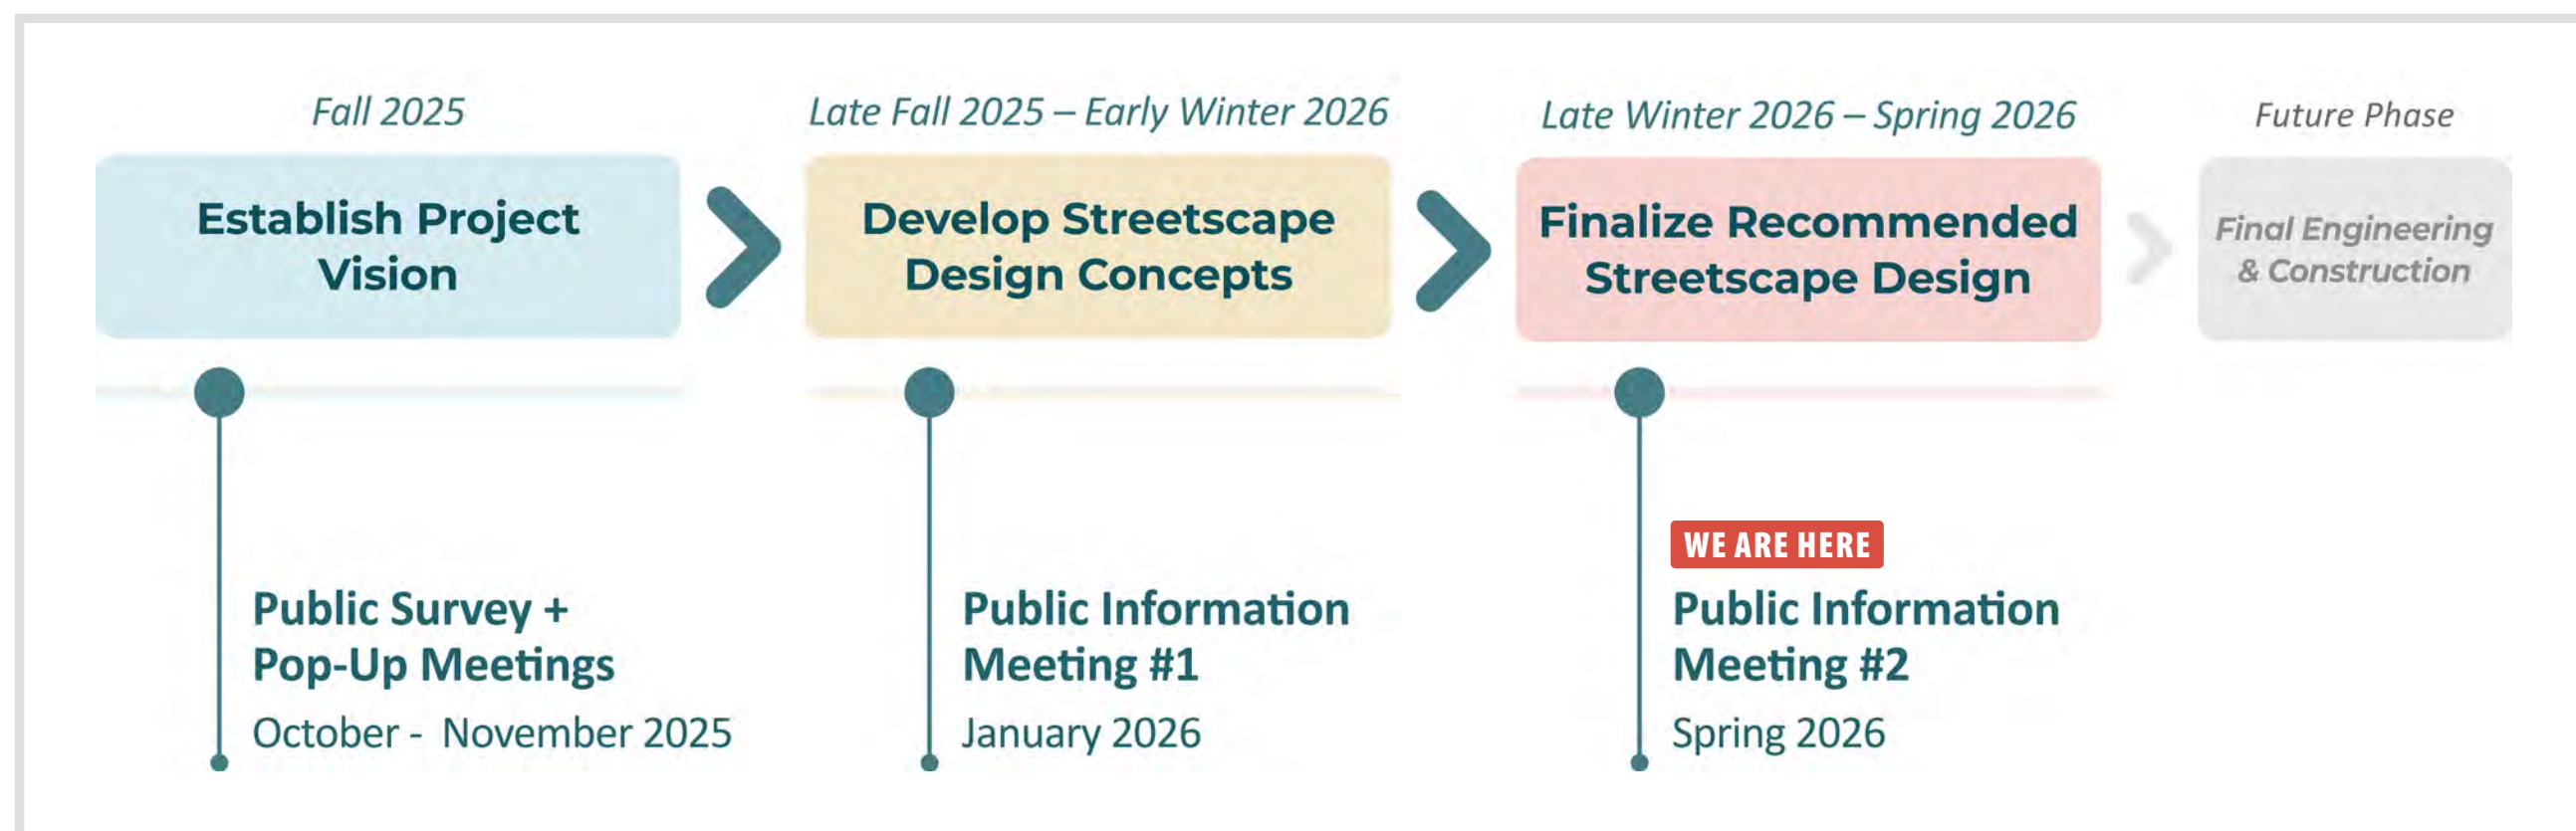 Fall 2025
Establish Project
Vision
Late Fall 2025 – Early Winter 2026
Develop Streetscape
Design Concepts
Late Winter 2026 – Spring 2026
Finalize Recommended
Streetscape Design
Future Phase
Final Engineering
& Construction
Public Survey +
Pop-Up Meetings
October - November 2025
Public Information
Meeting #1
January 2026
WE ARE HERE
Public Information
Meeting #2
Spring 2026